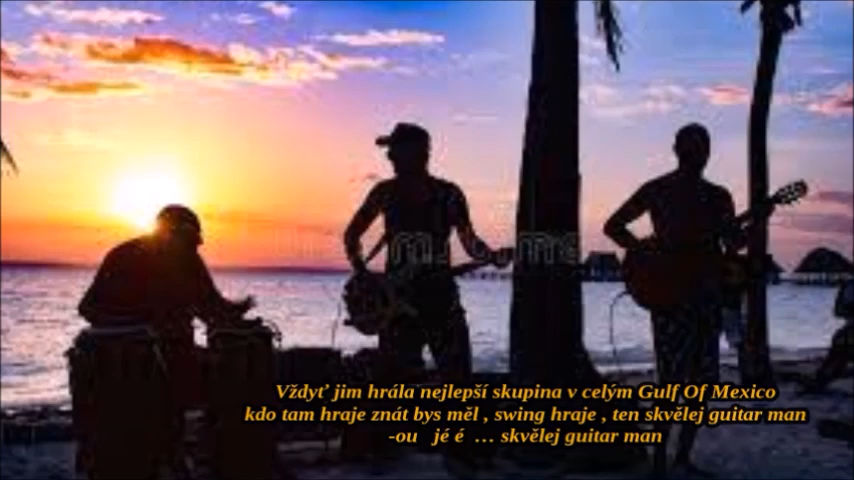 Vždyť jim hrála nejlepší skupina v celým Gulf Of Mexico
kdo tam hraje znát bys měl , swing hraje , ten skvělej guitar man
-ou jé é ... skvělej guitar man